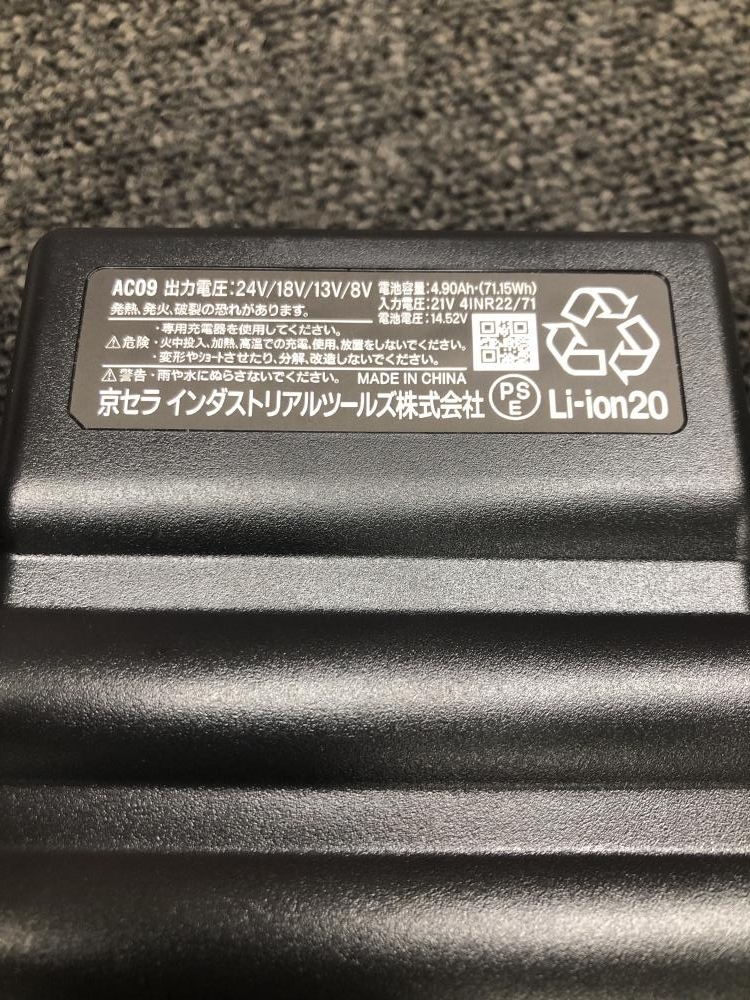 AC09 出力電圧:24V/18V/13V/8V
電池容量:4.90Ah・(71.15Wh)
発熱、発火、破裂の恐れがあります。
入力電圧:21V 4INR22/71
電池電圧:14.52V
・専用充電器を使用してください。
⚠危険・火中投入、加熱、高温での充電、使用、放置をしないでください。
・変形やショートさせたり、分解、改造しないでください。
⚠警告・雨や水にぬらさないでください。 MADE IN CHINA
京セラ インダストリアルツールズ株式会社
PS
E
Li-ion20